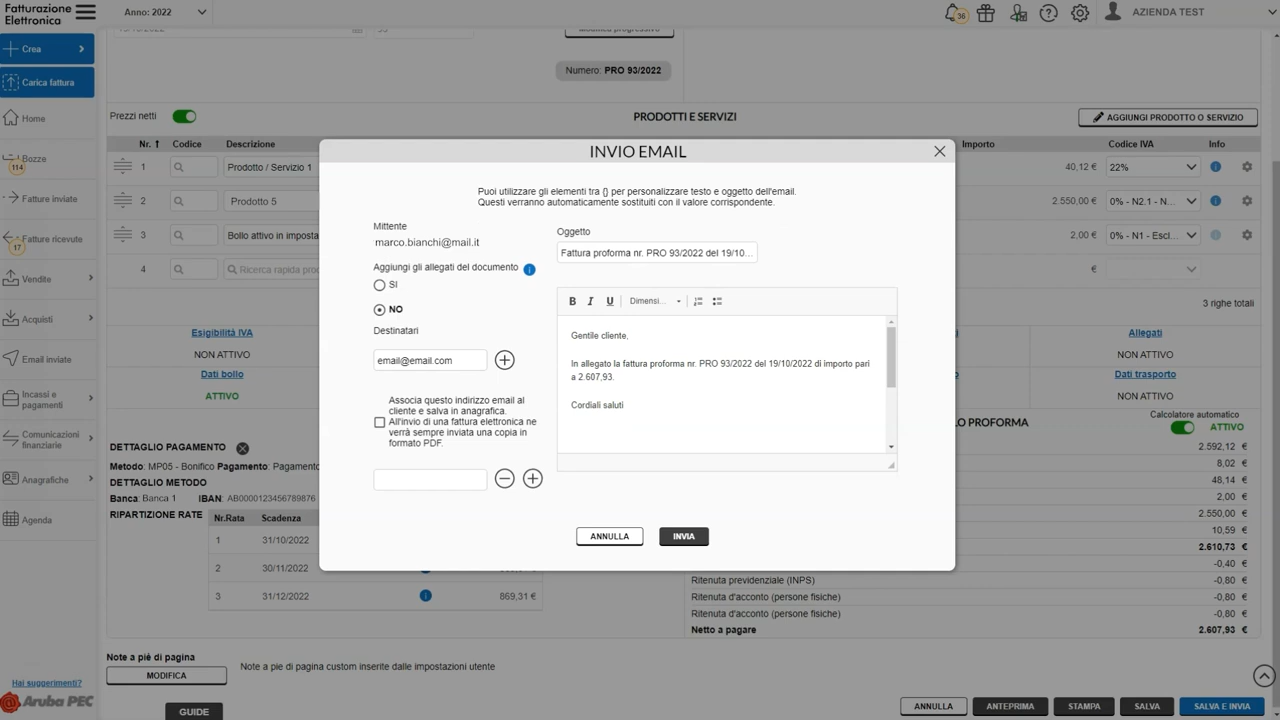 Fatturazione
Elettronica
Anno: 2022
36
AZIENDA TEST
Crea
Carica fattura
Home
Bozze
114
Fatture inviate
Fatture ricevute
17
Vendite
Acquisti
Email inviate
Incassi e
pagamenti
Comunicazioni
finanziarie
Anagrafiche
Agenda
Hai suggerimenti?
Aruba PEC
Numero: PRO 93/2022
Prezzi netti
PRODOTTI E SERVIZI
AGGIUNGI PRODOTTO O SERVIZIO
Nr. Codice Descrizione Importo Codice IVA Info
1 Prodotto / Servizio 1 40,12 € 22%
2 Prodotto 5 2.550,00 € 0% - N2.1 - N...
3 Bollo attivo in imposta 2,00 € 0% - N1 - Escl...
4 Ricerca rapida pro €
3 righe totali
Esigibilità IVA
NON ATTIVO
Dati bollo
ATTIVO
Allegati
NON ATTIVO
Dati trasporto
NON ATTIVO
INVIO EMAIL
Puoi utilizzare gli elementi tra {} per personalizzare testo e oggetto dell'email.
Questi verranno automaticamente sostituiti con il valore corrispondente.
Mittente
marco.bianchi@mail.it
Aggiungi gli allegati del documento
SI
NO
Destinatari
email@email.com
Associa questo indirizzo email al
cliente e salva in anagrafica.
All'invio di una fattura elettronica ne
verrà sempre inviata una copia in
formato PDF.
Oggetto
Fattura proforma nr. PRO 93/2022 del 19/10...
B I U Dimensi...
Gentile cliente,
In allegato la fattura proforma nr. PRO 93/2022 del 19/10/2022 di importo pari
a 2.607,93.
Cordiali saluti
ANNULLA
INVIA
DETTAGLIO PAGAMENTO
Metodo: MP05 - Bonifico Pagamento: Pagamento
DETTAGLIO METODO
Banca: Banca 1 IBAN: AB0000123456789876
RIPARTIZIONE RATE
Nr.Rata Scadenza
1 31/10/2022
2 30/11/2022
3 31/12/2022 869,31 €
LO PROFORMA
Calcolatore automatico
ATTIVO
2.592,12 €
8,02 €
48,14 €
2,00 €
2.550,00 €
10,59 €
2.610,73 €
-0,40 €
Ritenuta previdenziale (INPS) -0,80 €
Ritenuta d'acconto (persone fisiche) -0,80 €
Ritenuta d'acconto (persone fisiche) -0,80 €
Netto a pagare 2.607,93 €
Note a piè di pagina
MODIFICA
Note a pie di pagina custom inserite dalle impostazioni utente
GUIDE
ANNULLA
ANTEPRIMA
STAMPA
SALVA
SALVA E INVIA